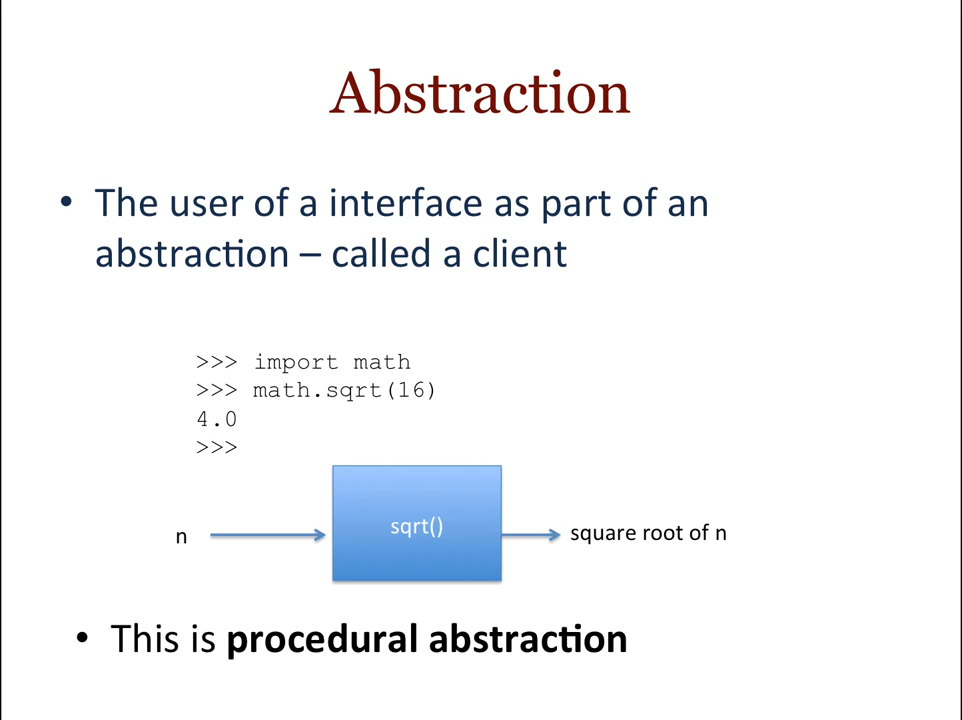 Abstraction
• The user of a interface as part of an
abstraction – called a client
>>> import math
>>> math.sqrt(16)
4.0
>>>
n
sqrt()
square root of n
• This is procedural abstraction